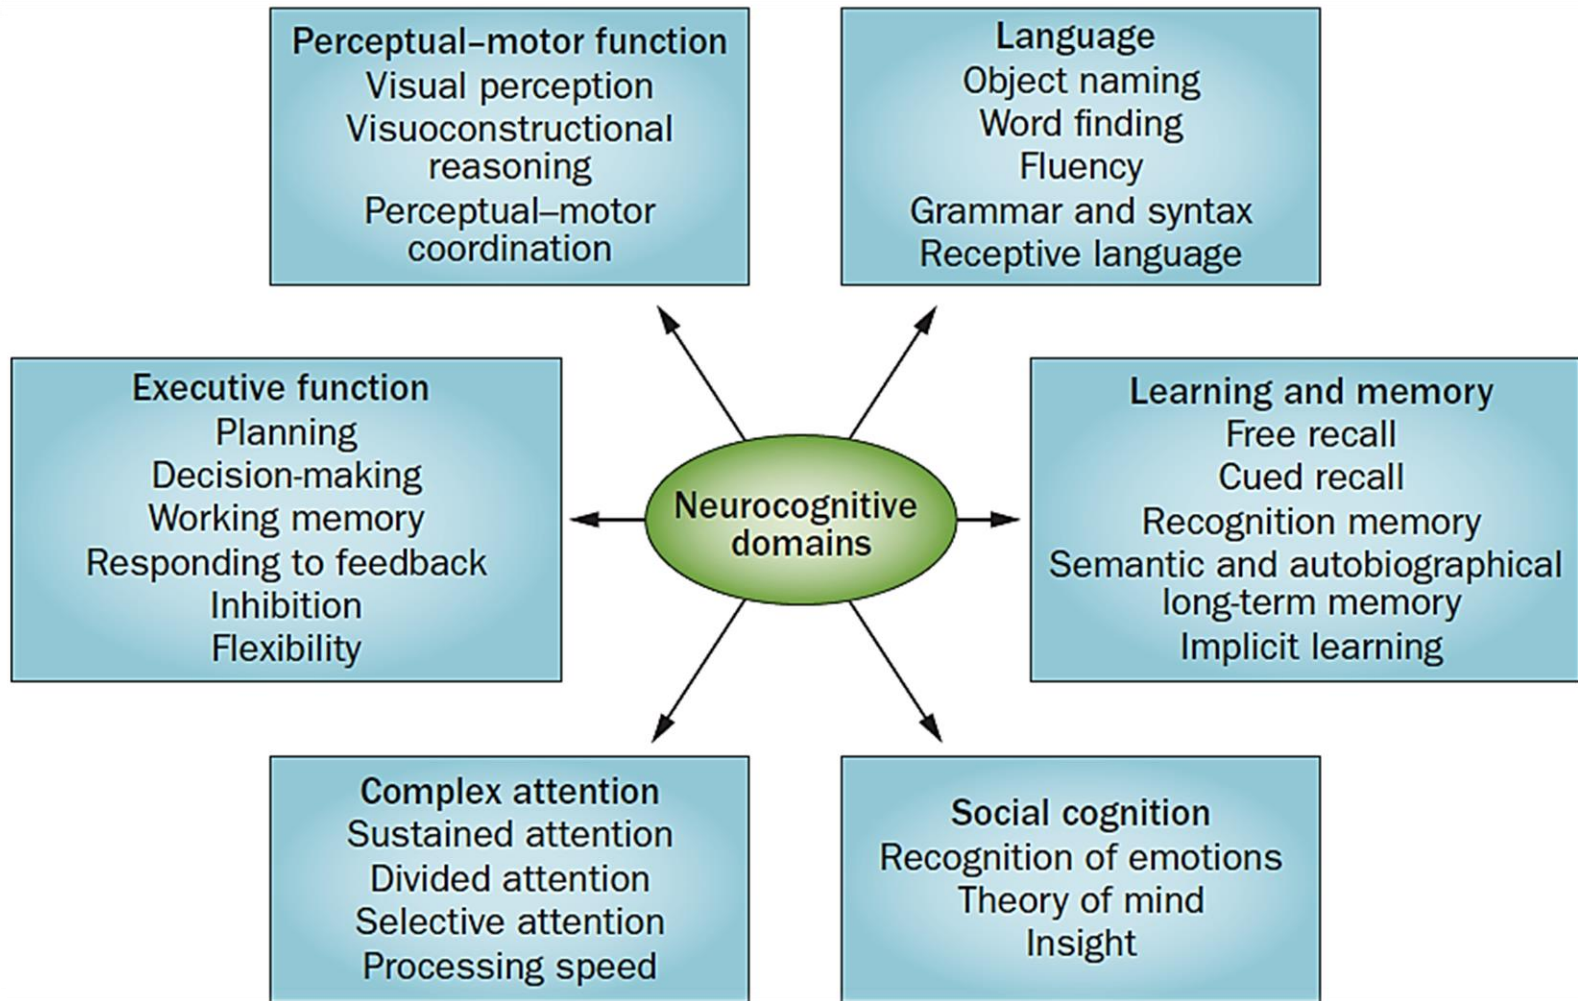 Perceptual–motor function
Visual perception
Visuoconstructional
reasoning
Perceptual–motor
coordination
Language
Object naming
Word finding
Fluency
Grammar and syntax
Receptive language
Executive function
Planning
Decision-making
Working memory
Responding to feedback
Inhibition
Flexibility
Neurocognitive
domains
Learning and memory
Free recall
Cued recall
Recognition memory
Semantic and autobiographical
long-term memory
Implicit learning
Complex attention
Sustained attention
Divided attention
Selective attention
Processing speed
Social cognition
Recognition of emotions
Theory of mind
Insight